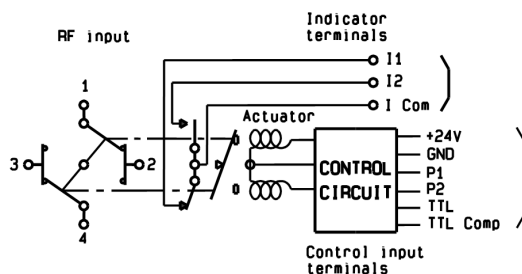 RF input
Indicator
terminals
I1
I2
I Com
1
Actuator
3
2
4
CONTROL
CIRCUIT
+24V
GND
P1
P2
TTL
TTL Comp
Control input
terminals